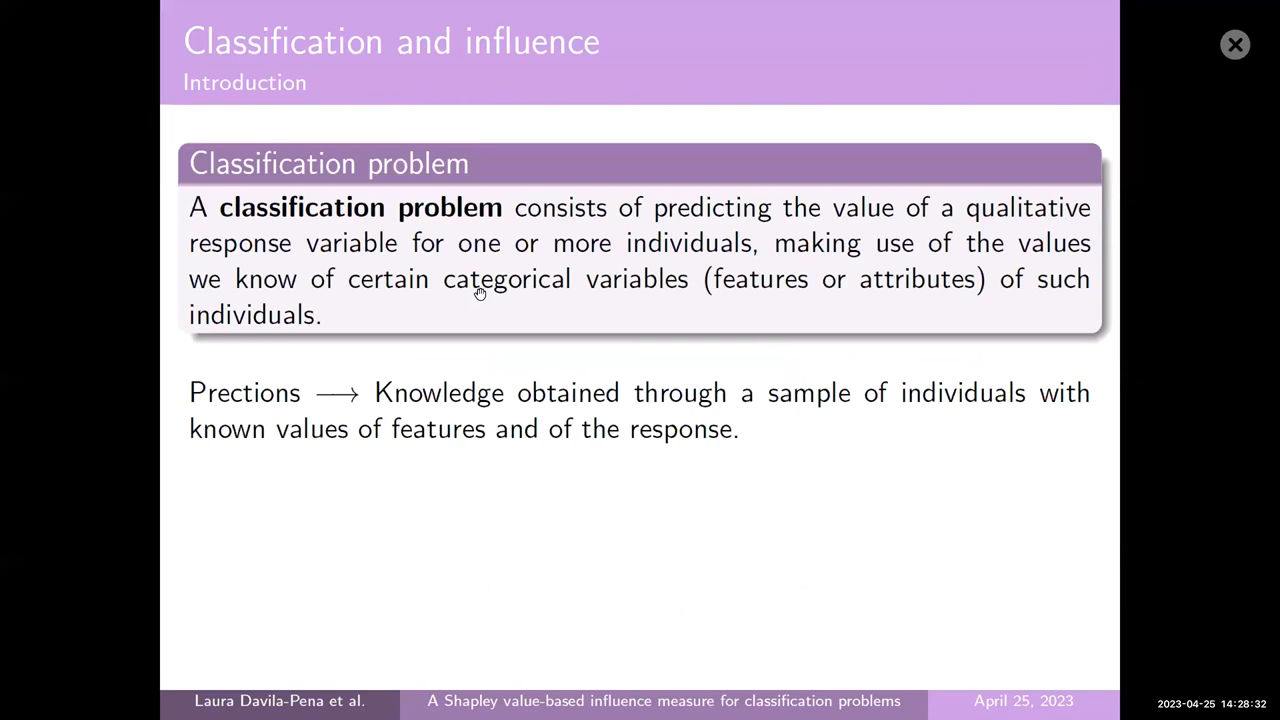 Classification and influence
Introduction
Classification problem
A classification problem consists of predicting the value of a qualitative
response variable for one or more individuals, making use of the values
we know of certain categorical variables (features or attributes) of such
individuals.
Prections ⟶ Knowledge obtained through a sample of individuals with
known values of features and of the response.
Laura Davila-Pena et al.
A Shapley value-based influence measure for classification problems
April 25, 2023
2023-04-25 14:28:32